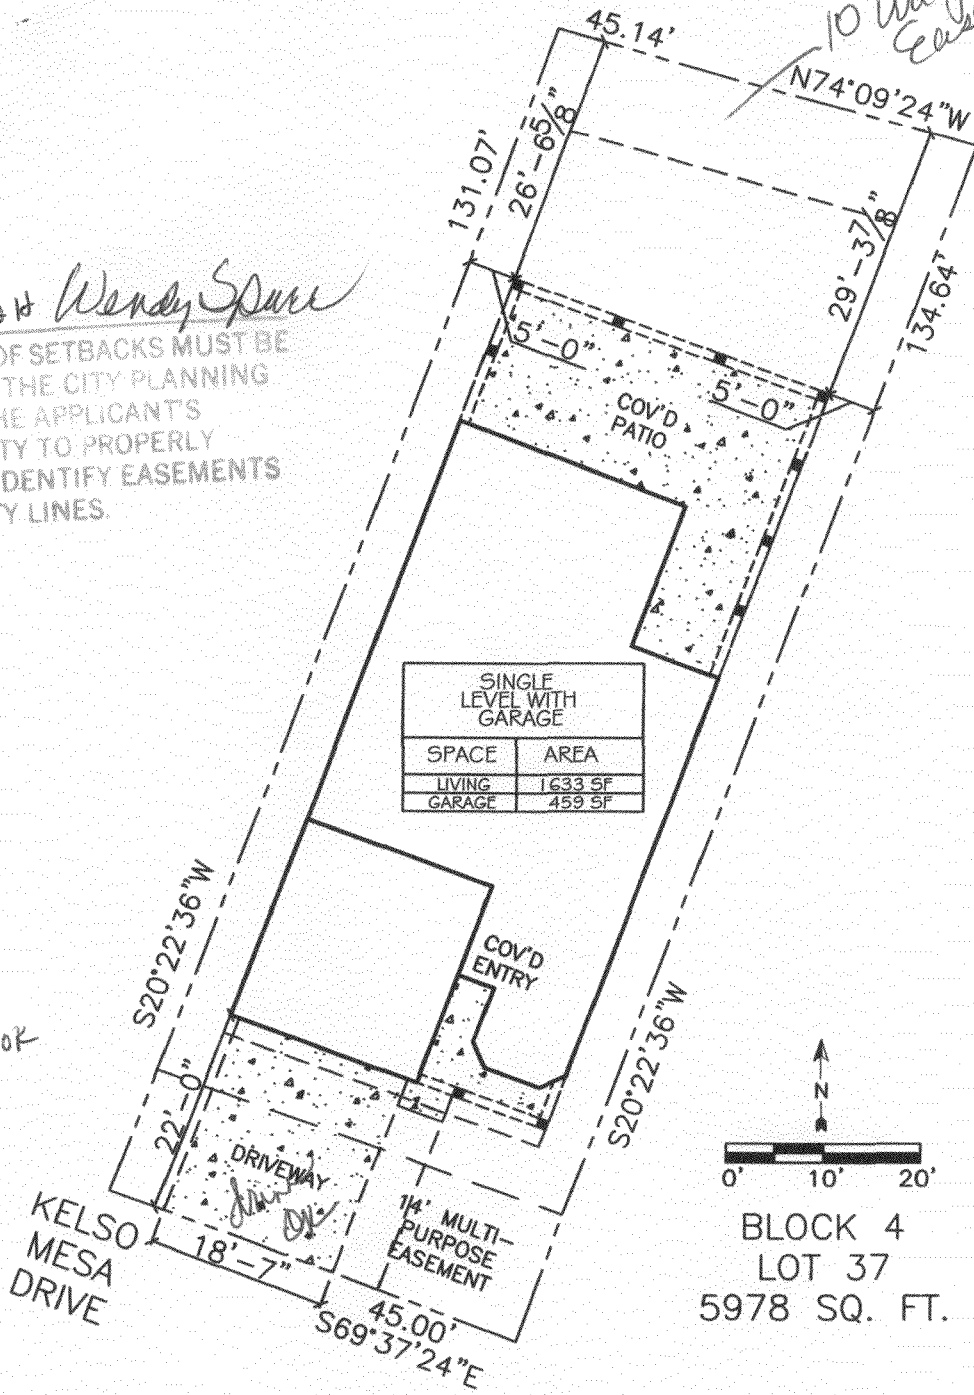 45.14'
10
N74°09'24"W
131.07'
26'-6 5/8"
29'-3 7/8"
134.64'
Wendy
OF SETBACKS MUST BE
THE CITY PLANNING
HE APPLICANT'S
TY TO PROPERLY
DENTIFY EASEMENTS
Y LINES.
5'-0"
5'-0"
COV'D
PATIO
SINGLE
LEVEL WITH
GARAGE
SPACE AREA
LIVING 1633 SF
GARAGE 459 SF
COV'D
ENTRY
S20°22'36"W
S20°22'36"W
OK
22'-0"
DRIVEWAY
OK
14' MULTI-
PURPOSE
EASEMENT
KELSO
MESA
DRIVE
18'-7"
45.00'
S69°37'24"E
N
0' 10' 20'
BLOCK 4
LOT 37
5978 SQ. FT.